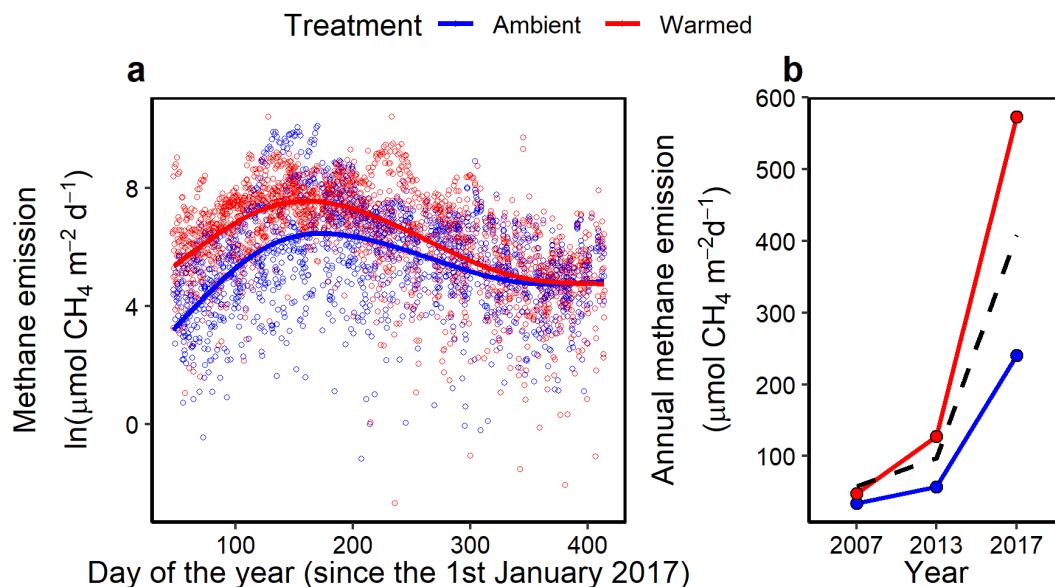 Treatment Ambient Warmed
a
b
Methane emission
ln(μmol CH₄ m⁻² d⁻¹)
8
4
0
100 200 300 400
Day of the year (since the 1st January 2017)
Annual methane emission
(μmol CH₄ m⁻²d⁻¹)
600
500
400
300
200
100
2007 2013 2017
Year